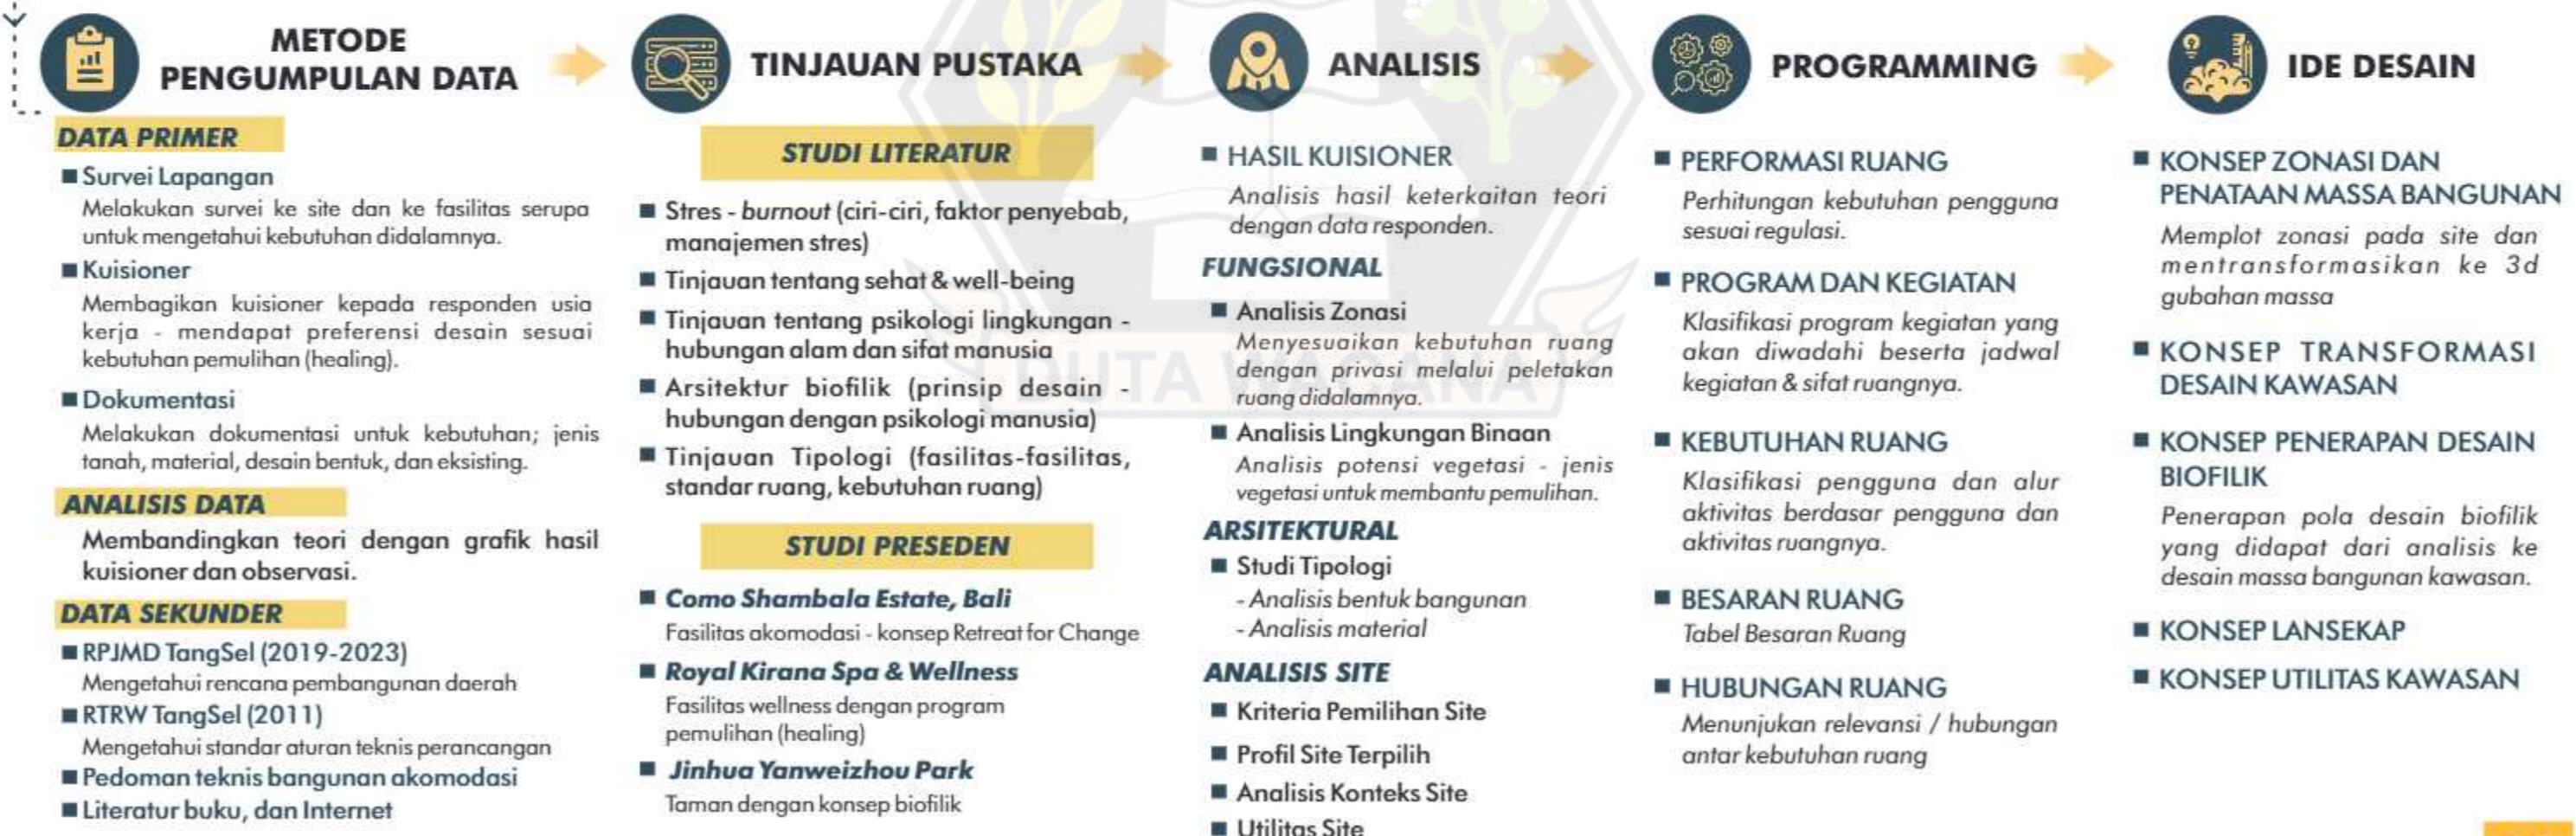 METODE
PENGUMPULAN DATA
DATA PRIMER
Survei Lapangan
Melakukan survei ke site dan ke fasilitas serupa
untuk mengetahui kebutuhan didalamnya.
Kuisioner
Membagikan kuisioner kepada responden usia
kerja - mendapat preferensi desain sesuai
kebutuhan pemulihan (healing).
Dokumentasi
Melakukan dokumentasi untuk kebutuhan; jenis
tanah, material, desain bentuk, dan eksisting.
ANALISIS DATA
Membandingkan teori dengan grafik hasil
kuisioner dan observasi.
DATA SEKUNDER
RPJMD TangSel (2019-2023)
Mengetahui rencana pembangunan daerah
RTRW TangSel (2011)
Mengetahui standar aturan teknis perancangan
Pedoman teknis bangunan akomodasi
Literatur buku, dan Internet
TINJAUAN PUSTAKA
STUDI LITERATUR
Stres - burnout (ciri-ciri, faktor penyebab,
manajemen stres)
Tinjauan tentang sehat & well-being
Tinjauan tentang psikologi lingkungan -
hubungan alam dan sifat manusia
Arsitektur biofilik (prinsip desain -
hubungan dengan psikologi manusia)
Tinjauan Tipologi (fasilitas-fasilitas,
standar ruang, kebutuhan ruang)
STUDI PRESEDEN
Como Shambala Estate, Bali
Fasilitas akomodasi - konsep Retreat for Change
Royal Kirana Spa & Wellness
Fasilitas wellness dengan program
pemulihan (healing)
Jinhua Yanweizhou Park
Taman dengan konsep biofilik
ANALISIS
HASIL KUISIONER
Analisis hasil keterkaitan teori
dengan data responden.
FUNGSIONAL
Analisis Zonasi
Menyesuaikan kebutuhan ruang
dengan privasi melalui peletakan
ruang didalamnya.
Analisis Lingkungan Binaan
Analisis potensi vegetasi - jenis
vegetasi untuk membantu pemulihan.
ARSITEKTURAL
Studi Tipologi
- Analisis bentuk bangunan
- Analisis material
ANALISIS SITE
Kriteria Pemilihan Site
Profil Site Terpilih
Analisis Konteks Site
Utilitas Site
PROGRAMMING
PERFORMASI RUANG
Perhitungan kebutuhan pengguna
sesuai regulasi.
PROGRAM DAN KEGIATAN
Klasifikasi program kegiatan yang
akan diwadahi beserta jadwal
kegiatan & sifat ruangnya.
KEBUTUHAN RUANG
Klasifikasi pengguna dan alur
aktivitas berdasar pengguna dan
aktivitas ruangnya.
BESARAN RUANG
Tabel Besaran Ruang
HUBUNGAN RUANG
Menunjukan relevansi / hubungan
antar kebutuhan ruang
IDE DESAIN
KONSEP ZONASI DAN
PENATAAN MASSA BANGUNAN
Memplot zonasi pada site dan
mentransformasikan ke 3d
gubahan massa
KONSEP TRANSFORMASI
DESAIN KAWASAN
KONSEP PENERAPAN DESAIN
BIOFILIK
Penerapan pola desain biofilik
yang didapat dari analisis ke
desain massa bangunan kawasan.
KONSEP LANSEKAP
KONSEP UTILITAS KAWASAN
DUTA WACANA